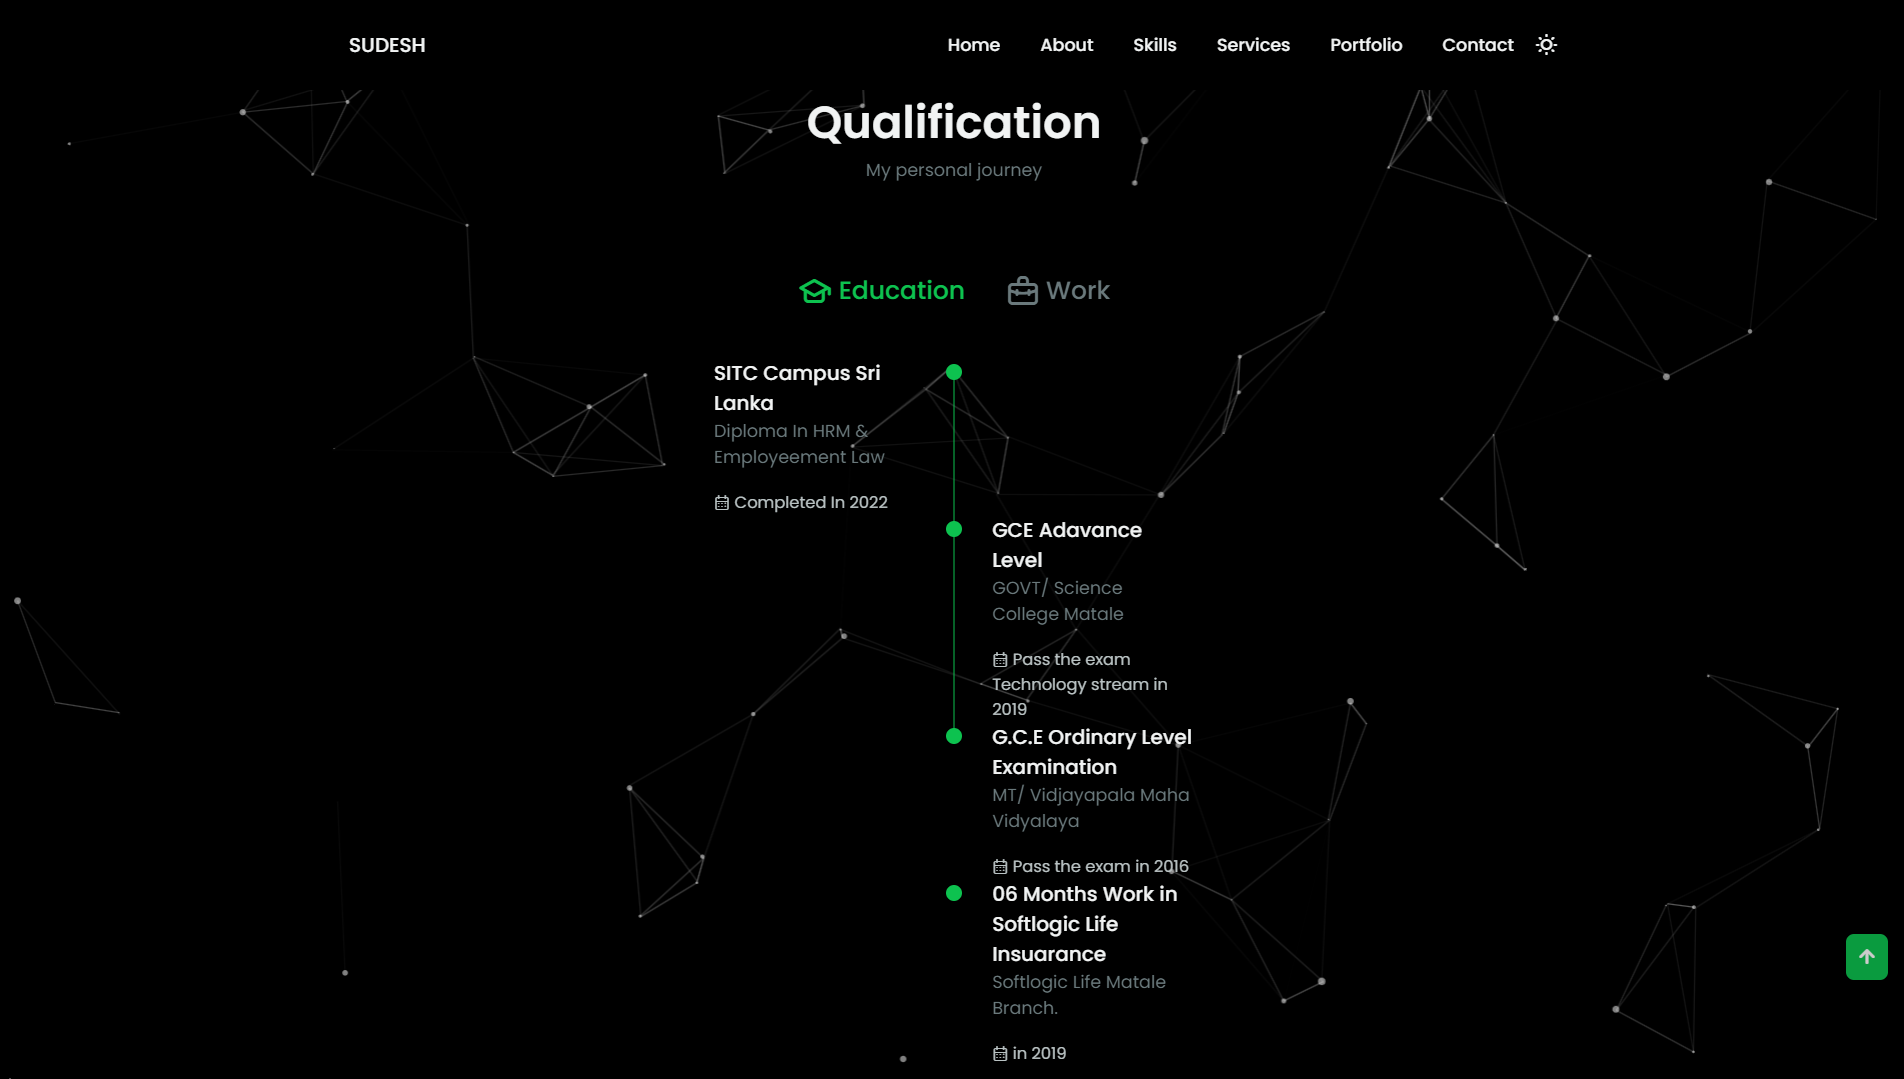 SUDESH
Home About Skills Services Portfolio Contact
Qualification
My personal journey
Education Work
SITC Campus Sri
Lanka
Diploma In HRM &
Employeement Law
Completed In 2022
GCE Adavance
Level
GOVT/ Science
College Matale
Pass the exam
Technology stream in
2019
G.C.E Ordinary Level
Examination
MT/ Vidjayapala Maha
Vidyalaya
Pass the exam in 2016
06 Months Work in
Softlogic Life
Insuarance
Softlogic Life Matale
Branch.
in 2019